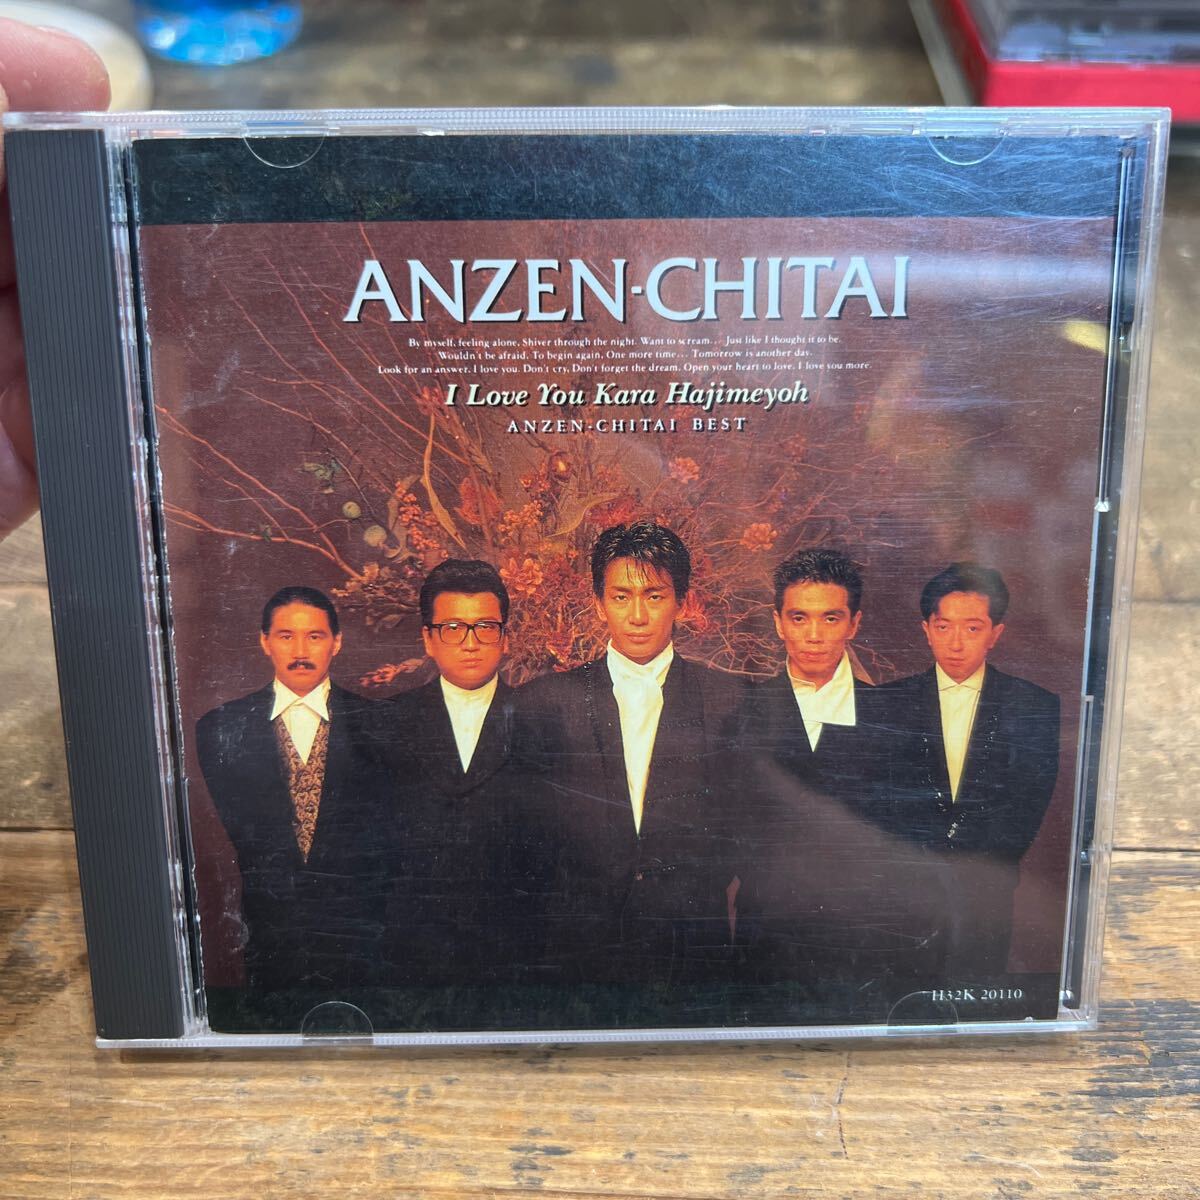 ANZEN-CHITAI
By myself, feeling alone, Shiver through the night. Want to scream... Just like I thought it to be.
Wouldn't be afraid. To begin again, One more time... Tomorrow is another day.
Look for an answer. I love you. Don't cry, Don't forget the dream. Open your heart to love. I love you more.
I Love You Kara Hajimeyoh
ANZEN-CHITAI BEST
H32K 20110